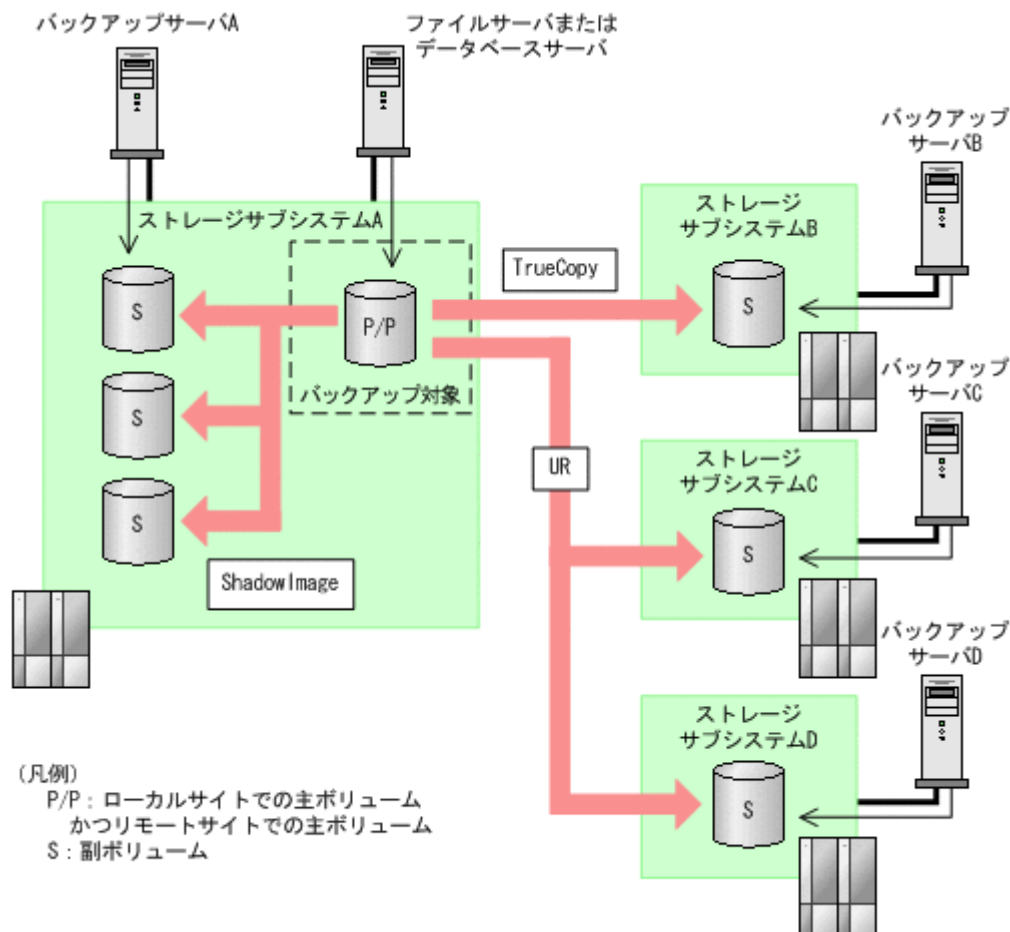 バックアップサーバA
ファイルサーバまたは
データベースサーバ
バックアップ
サーバB
ストレージサブシステムA
ストレージ
サブシステムB
TrueCopy
S
P/P
S
バックアップ対象
バックアップ
サーバC
S
UR
ストレージ
サブシステムC
S
S
ShadowImage
バックアップ
サーバD
ストレージ
サブシステムD
S
(凡例)
P/P：ローカルサイトでの主ボリューム
かつリモートサイトでの主ボリューム
S：副ボリューム